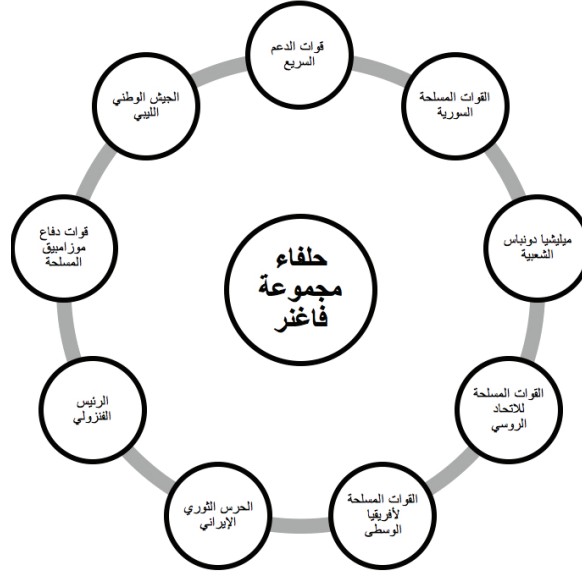 قوات الدعم
السريع
القوات المسلحة
السورية
ميليشيا دونباس
الشعبية
القوات المسلحة
للاتحاد
الروسي
القوات المسلحة
لأفريقيا
الوسطى
الحرس الثوري
الإيراني
الرئيس
الفنزولي
قوات دفاع
موزامبيق
المسلحة
الجيش الوطني
الليبي
حلفاء
مجموعة
فاغنر